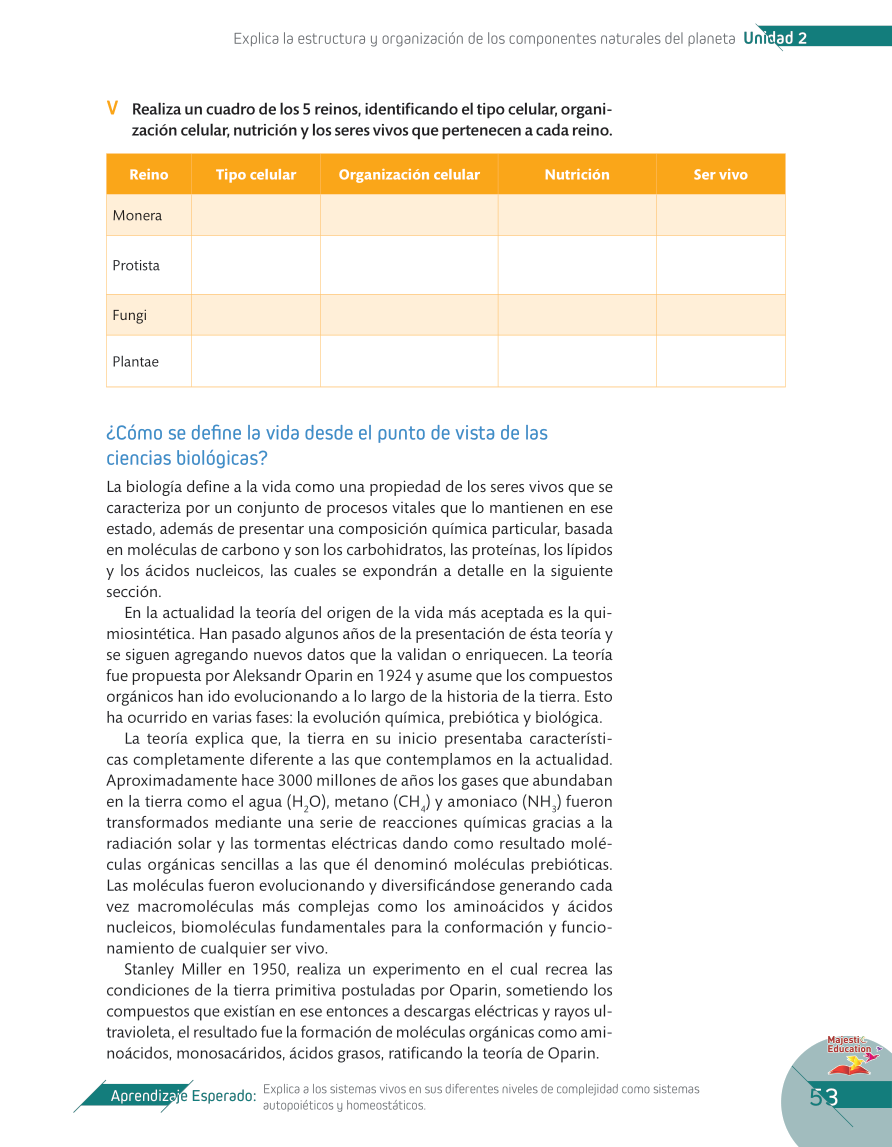 Explica la estructura y organización de los componentes naturales del planeta Unidad 2
V Realiza un cuadro de los 5 reinos, identificando el tipo celular, organi-
zación celular, nutrición y los seres vivos que pertenecen a cada reino.
Reino Tipo celular Organización celular Nutrición Ser vivo
Monera
Protista
Fungi
Plantae
¿Cómo se define la vida desde el punto de vista de las
ciencias biológicas?
La biología define a la vida como una propiedad de los seres vivos que se
caracteriza por un conjunto de procesos vitales que lo mantienen en ese
estado, además de presentar una composición química particular, basada
en moléculas de carbono y son los carbohidratos, las proteínas, los lípidos
y los ácidos nucleicos, las cuales se expondrán a detalle en la siguiente
sección.
En la actualidad la teoría del origen de la vida más aceptada es la qui-
miosintética. Han pasado algunos años de la presentación de ésta teoría y
se siguen agregando nuevos datos que la validan o enriquecen. La teoría
fue propuesta por Aleksandr Oparin en 1924 y asume que los compuestos
orgánicos han ido evolucionando a lo largo de la historia de la tierra. Esto
ha ocurrido en varias fases: la evolución química, prebiótica y biológica.
La teoría explica que, la tierra en su inicio presentaba característi-
cas completamente diferente a las que contemplamos en la actualidad.
Aproximadamente hace 3000 millones de años los gases que abundaban
en la tierra como el agua (H₂O), metano (CH₄) y amoniaco (NH₃) fueron
transformados mediante una serie de reacciones químicas gracias a la
radiación solar y las tormentas eléctricas dando como resultado molé-
culas orgánicas sencillas a las que él denominó moléculas prebióticas.
Las moléculas fueron evolucionando y diversificándose generando cada
vez macromoléculas más complejas como los aminoácidos y ácidos
nucleicos, biomoléculas fundamentales para la conformación y funcio-
namiento de cualquier ser vivo.
Stanley Miller en 1950, realiza un experimento en el cual recrea las
condiciones de la tierra primitiva postuladas por Oparin, sometiendo los
compuestos que existían en ese entonces a descargas eléctricas y rayos ul-
travioleta, el resultado fue la formación de moléculas orgánicas como ami-
noácidos, monosacáridos, ácidos grasos, ratificando la teoría de Oparin.
Majestic
Education
Aprendizaje Esperado: Explica a los sistemas vivos en sus diferentes niveles de complejidad como sistemas
autopoiéticos y homeostáticos.
53